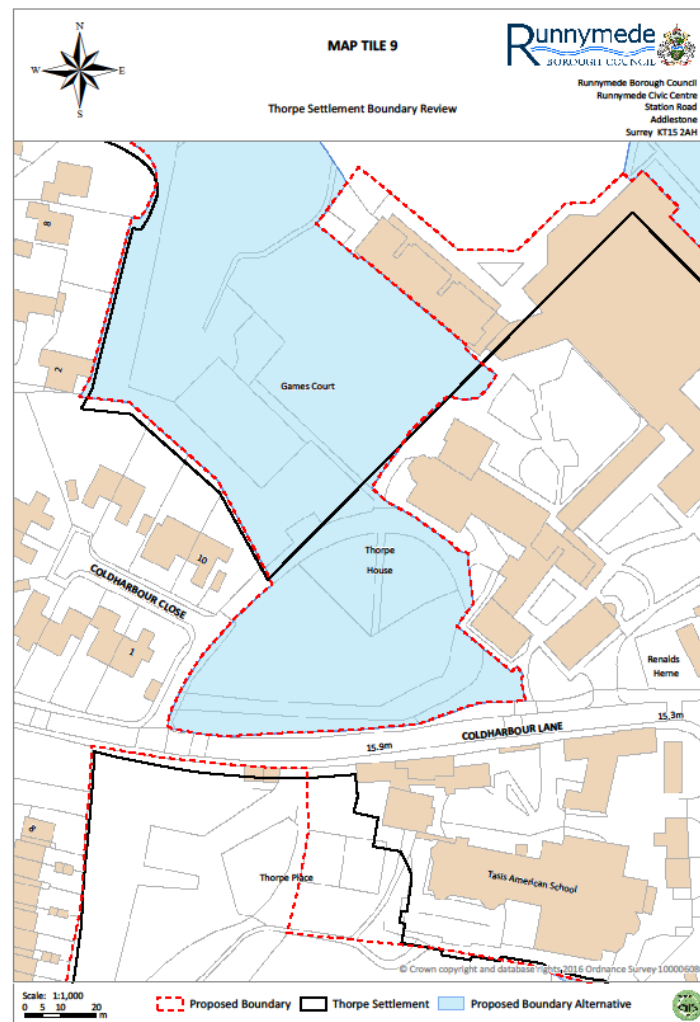 N
W E
S
MAP TILE 9
Thorpe Settlement Boundary Review
Runnymede
BOROUGH COUNCIL
Runnymede Borough Council
Runnymede Civic Centre
Station Road
Addlestone
Surrey KT15 2AH
8
2
Games Court
10
COLDHARBOUR CLOSE
1
Thorpe
House
Renalds
Herne
15.3m
COLDHARBOUR LANE
15.9m
8
Thorpe Place
Tasis American School
© Crown copyright and database rights 2016 Ordnance Survey 10000608
Scale: 1:1,000
0 5 10 20
m
Proposed Boundary
Thorpe Settlement
Proposed Boundary Alternative